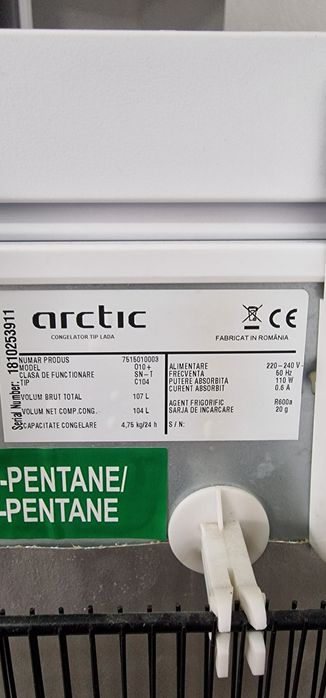 Serial Number: 1810253911
arctic
CONGELATOR TIP LADA
CE
FABRICAT IN ROMÂNIA
NUMAR PRODUS 7515010003
MODEL O10+
CLASA DE FUNCTIONARE SN-T
TIP C104
VOLUM BRUT TOTAL 107 L
VOLUM NET COMP.CONG. 104 L
CAPACITATE CONGELARE 4,75 kg/24 h
ALIMENTARE 220-240 V~
FRECVENTA 50 Hz
PUTERE ABSORBITA 110 W
CURENT ABSORBIT 0.6 A
AGENT FRIGORIFIC R600a
SARJA DE INCARCARE 20 g
S / N :
-PENTANE/
-PENTANE